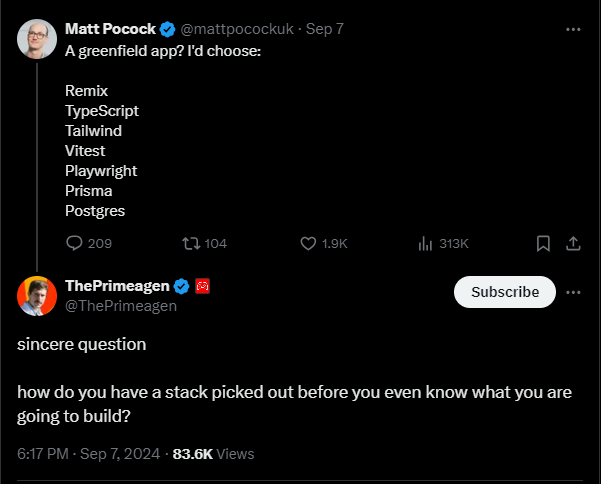 Matt Pocock @mattpocockuk · Sep 7
A greenfield app? I'd choose:
Remix
TypeScript
Tailwind
Vitest
Playwright
Prisma
Postgres
209 104 1.9K 313K
ThePrimeagen
@ThePrimeagen
Subscribe
sincere question
how do you have a stack picked out before you even know what you are
going to build?
6:17 PM · Sep 7, 2024 · 83.6K Views